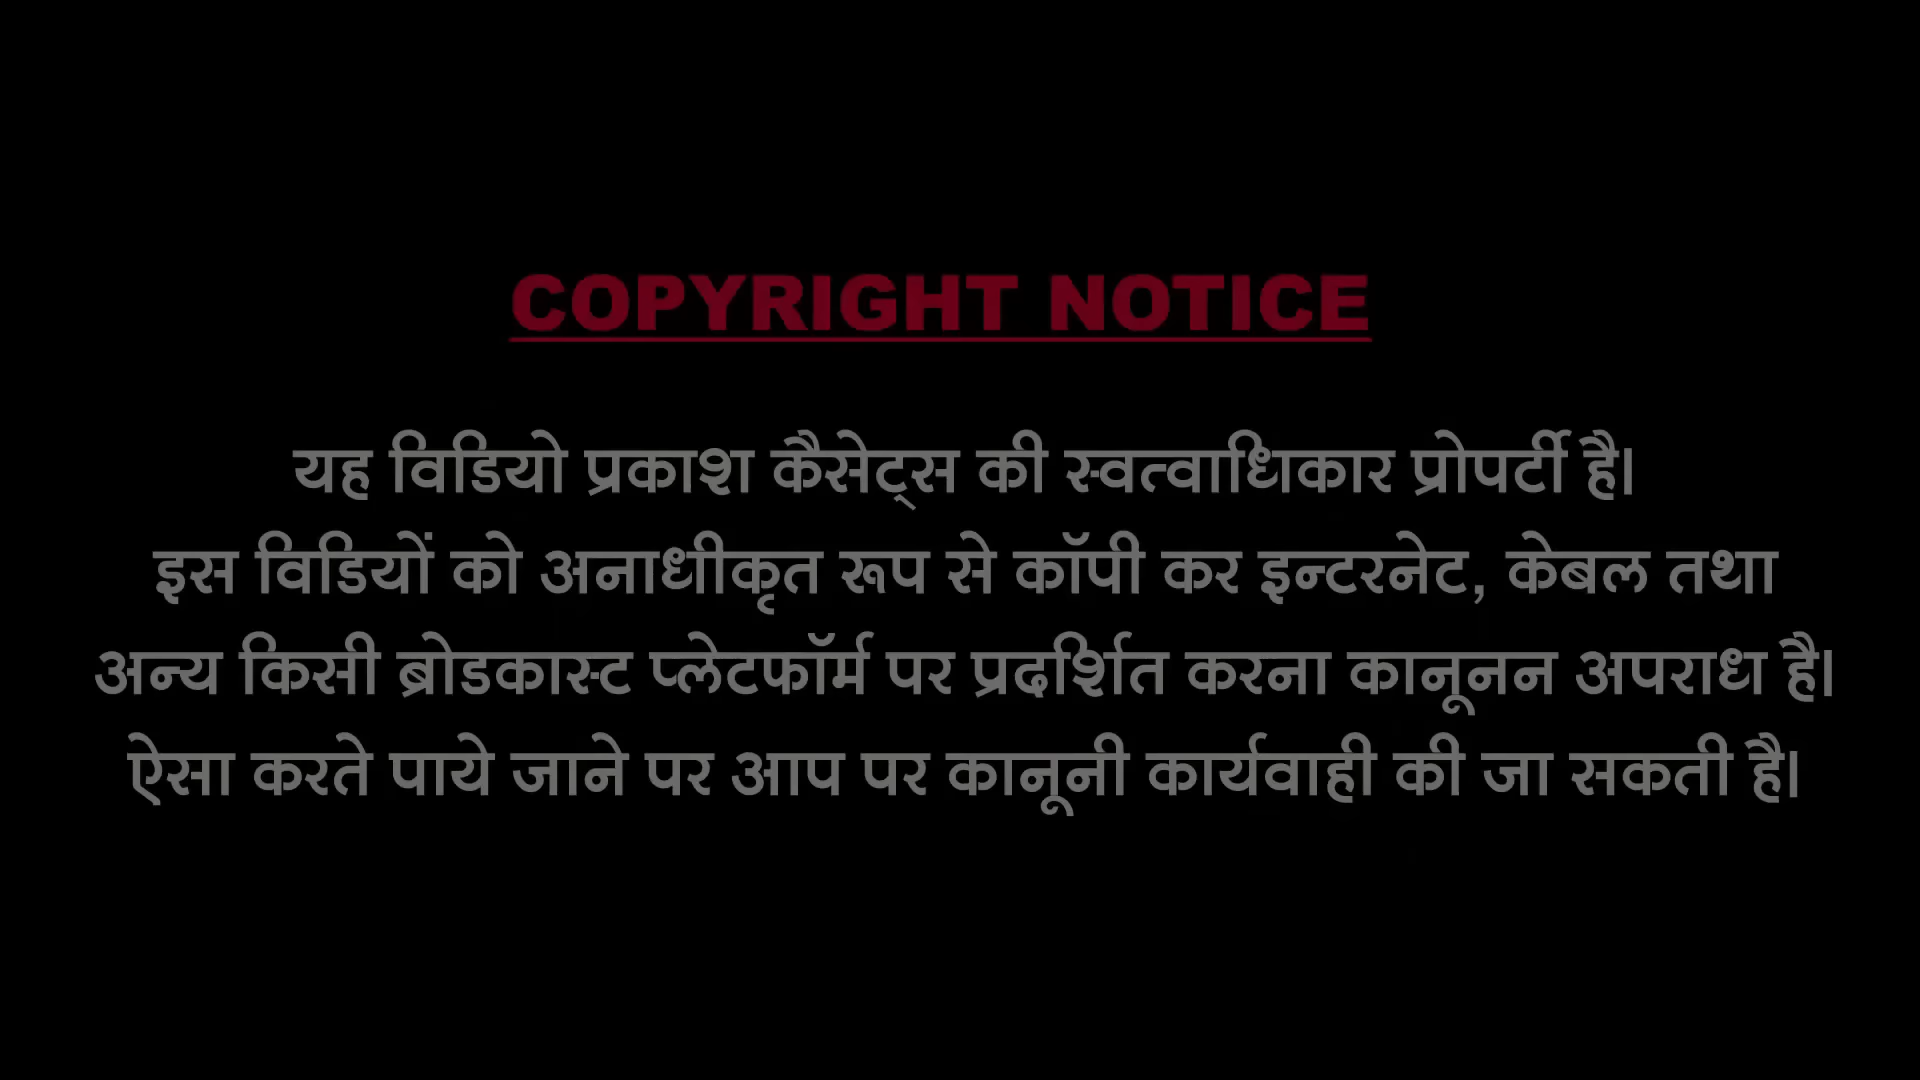 COPYRIGHT NOTICE
यह विडियो प्रकाश कैसेट्स की स्वत्वाधिकार प्रोपर्टी है।
इस विडियों को अनाधीकृत रूप से कॉपी कर इन्टरनेट, केबल तथा
अन्य किसी ब्रोडकास्ट प्लेटफॉर्म पर प्रदर्शित करना कानूनन अपराध है।
ऐसा करते पाये जाने पर आप पर कानूनी कार्यवाही की जा सकती है।